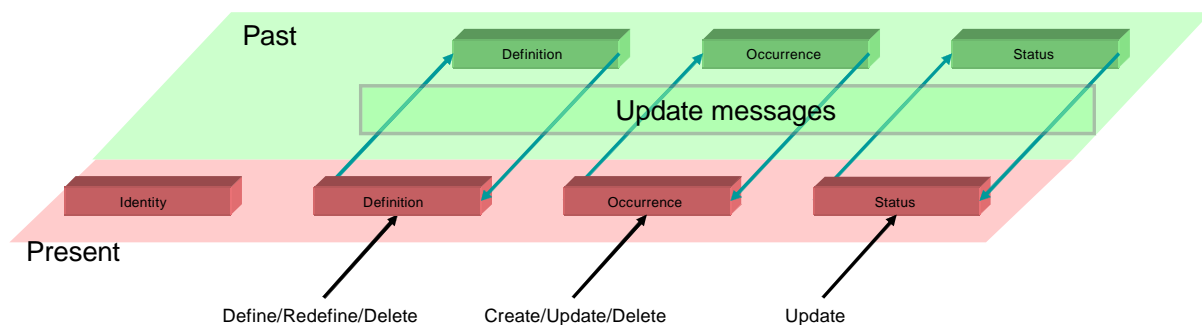 Past
Definition
Occurrence
Status
Update messages
Identity
Definition
Occurrence
Status
Present
Define/Redefine/Delete
Create/Update/Delete
Update